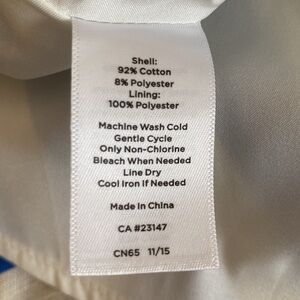 Shell:
92% Cotton
8% Polyester
Lining:
100% Polyester
Machine Wash Cold
Gentle Cycle
Only Non-Chlorine
Bleach When Needed
Line Dry
Cool Iron If Needed
Made in China
CA #23147
CN65 11/15